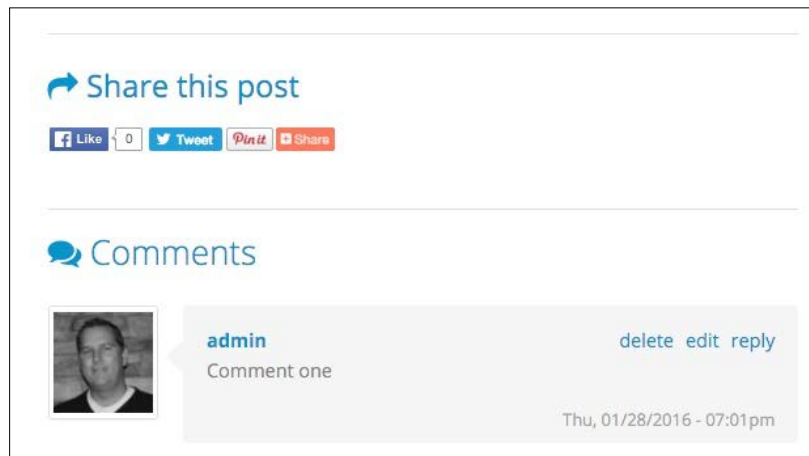 Share this post
Like 0 Tweet Pin it Share
Comments
admin delete edit reply
Comment one
Thu, 01/28/2016 - 07:01pm